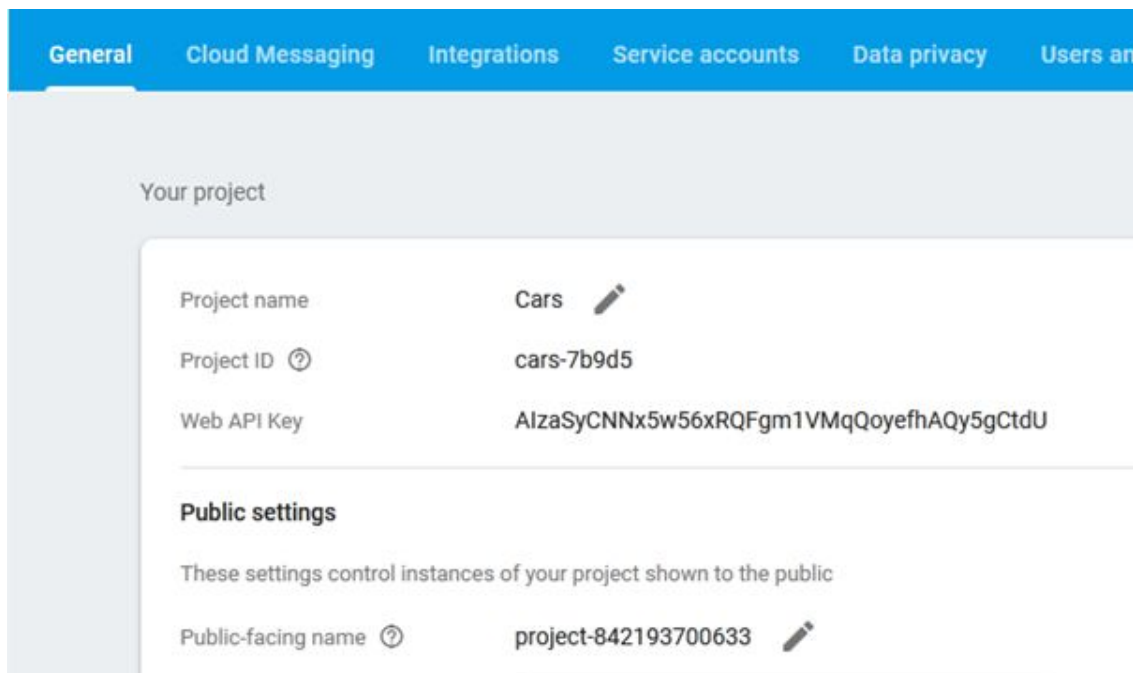 General Cloud Messaging Integrations Service accounts Data privacy Users an
Your project
Project name Cars
Project ID cars-7b9d5
Web API Key AIzaSyCNNx5w56xRQFgm1VMqQoyefhAQy5gCtdU
Public settings
These settings control instances of your project shown to the public
Public-facing name project-842193700633